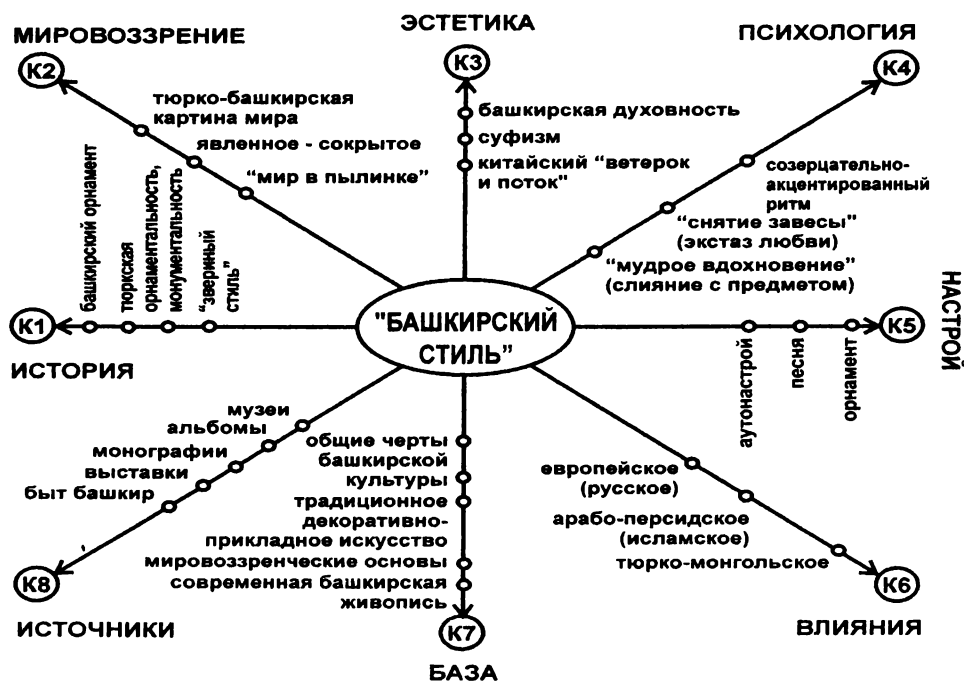 МИРОВОЗЗРЕНИЕ
К2
тюрко-башкирская
картина мира
явленное - сокрытое
"мир в пылинке"
ЭСТЕТИКА
К3
башкирская духовность
суфизм
китайский "ветерок
и поток"
ПСИХОЛОГИЯ
К4
созерцательно-
акцентированный
ритм
"снятие завесы"
(экстаз любви)
"мудрое вдохновение"
(слияние с предметом)
башкирский орнамент
тюркская
орнаментальность,
монументальность
"звериный
стиль"
К1
ИСТОРИЯ
"БАШКИРСКИЙ
СТИЛЬ"
НАСТРОЙ
К5
аутонастрой
песня
орнамент
музеи
альбомы
монографии
выставки
быт башкир
К8
ИСТОЧНИКИ
общие черты
башкирской
культуры
традиционное
декоративно-
прикладное искусство
мировоззренческие основы
современная башкирская
живопись
К7
БАЗА
европейское
(русское)
арабо-персидское
(исламское)
тюрко-монгольское
К6
ВЛИЯНИЯ